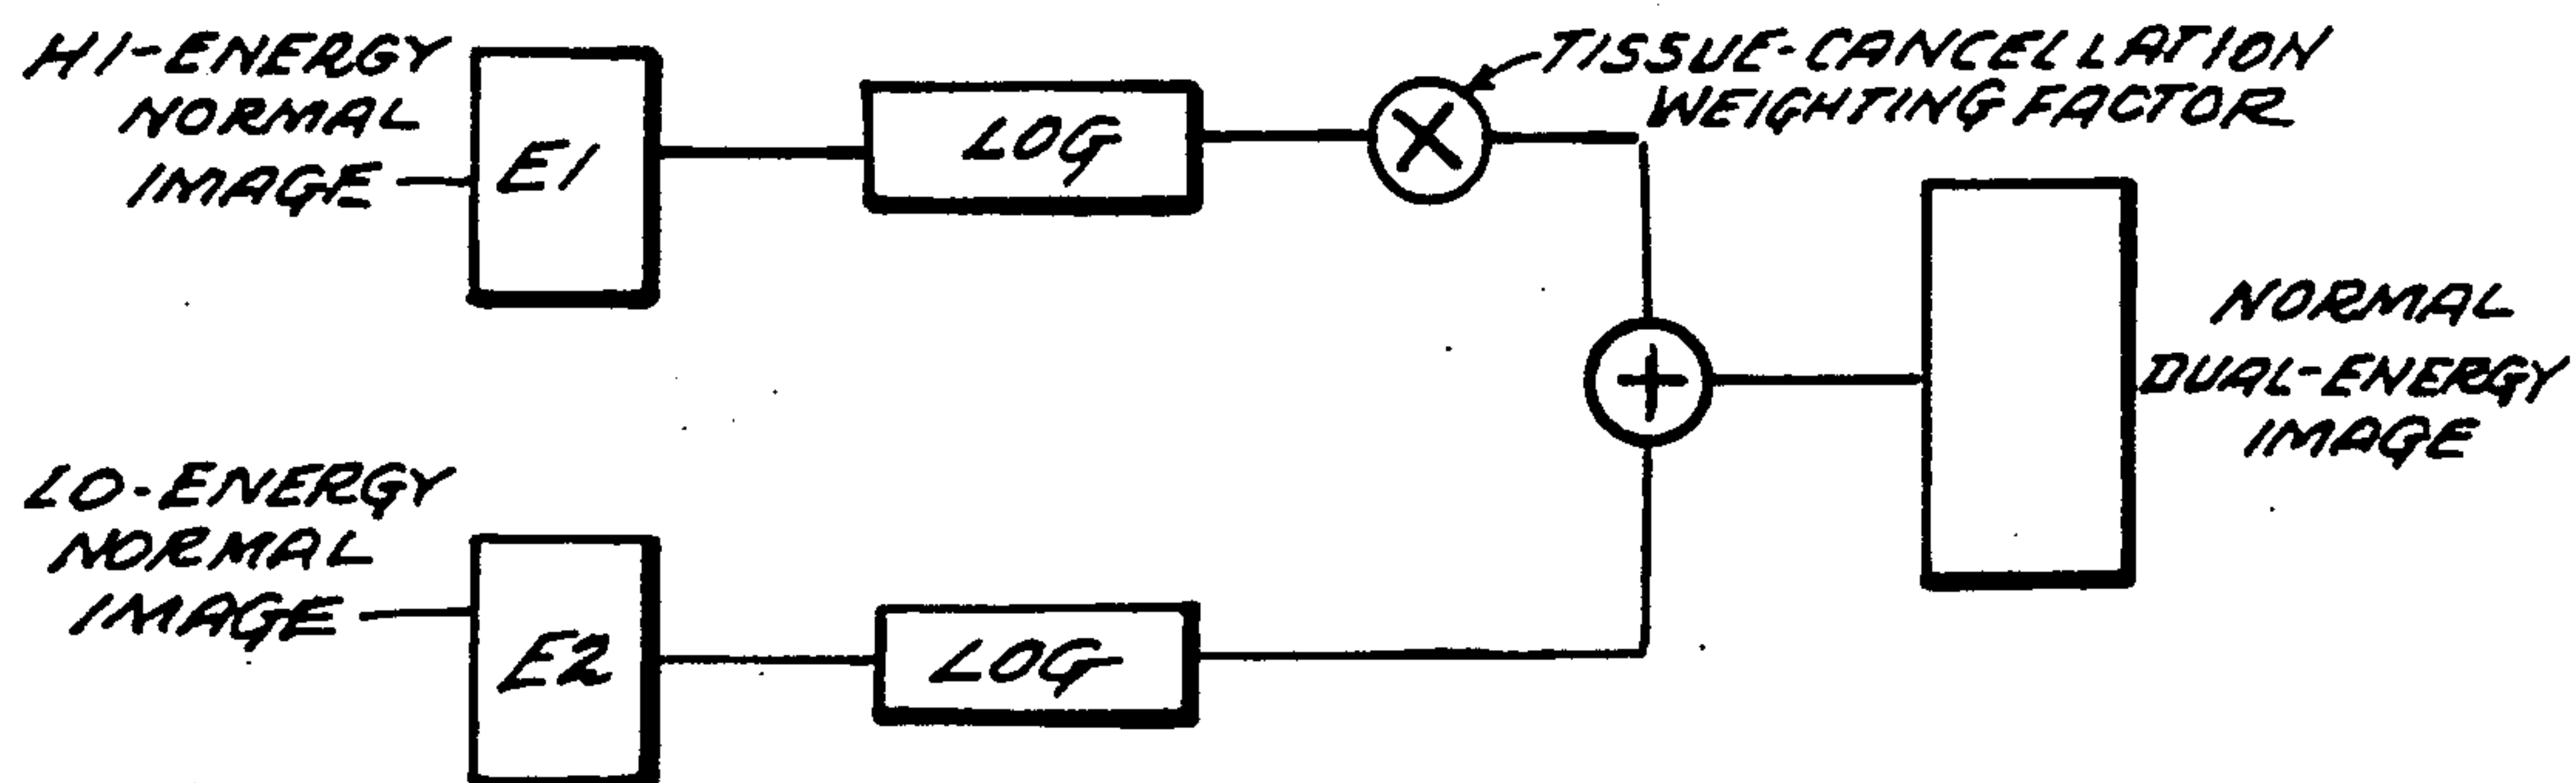 HI-ENERGY
NORMAL
IMAGE
E1
LOG
X
TISSUE-CANCELLATION
WEIGHTING FACTOR
+
NORMAL
DUAL-ENERGY
IMAGE
LO-ENERGY
NORMAL
IMAGE
E2
LOG